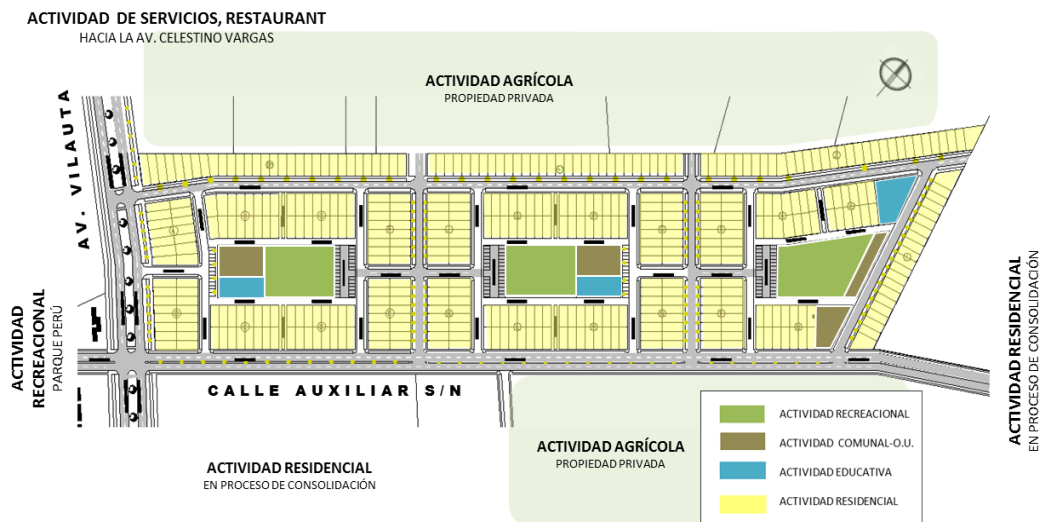 ACTIVIDAD DE SERVICIOS, RESTAURANT
HACIA LA AV. CELESTINO VARGAS
ACTIVIDAD AGRÍCOLA
PROPIEDAD PRIVADA
AV. VILAUTA
ACTIVIDAD
RECREACIONAL
PARQUE PERÚ
ACTIVIDAD RESIDENCIAL
EN PROCESO DE CONSOLIDACIÓN
CALLE AUXILIAR S/N
ACTIVIDAD RESIDENCIAL
EN PROCESO DE CONSOLIDACIÓN
ACTIVIDAD AGRÍCOLA
PROPIEDAD PRIVADA
ACTIVIDAD RECREACIONAL
ACTIVIDAD COMUNAL-O.U.
ACTIVIDAD EDUCATIVA
ACTIVIDAD RESIDENCIAL